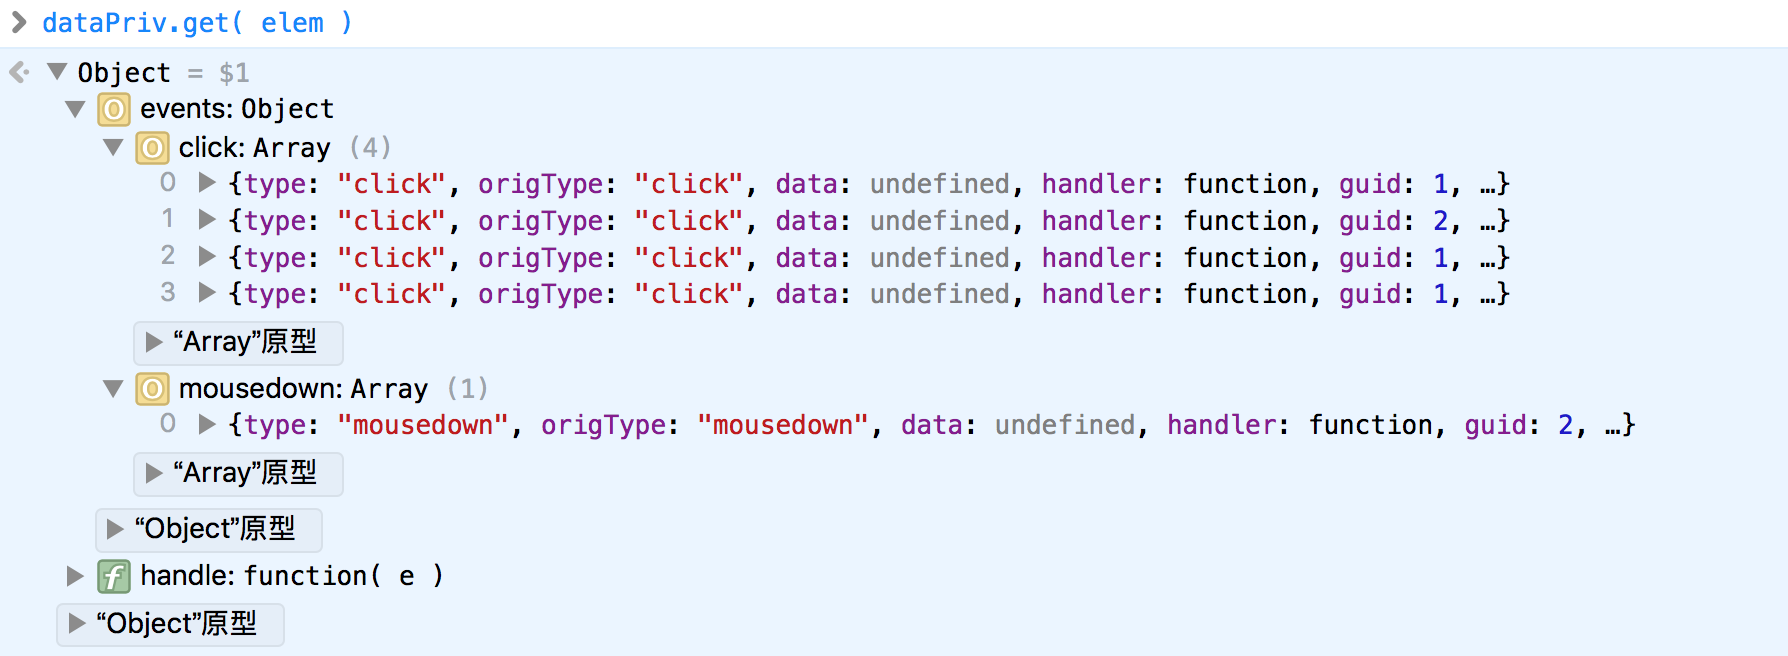 dataPriv.get( elem )
Object = $1
events: Object
click: Array (4)
0 {type: "click", origType: "click", data: undefined, handler: function, guid: 1, …}
1 {type: "click", origType: "click", data: undefined, handler: function, guid: 2, …}
2 {type: "click", origType: "click", data: undefined, handler: function, guid: 1, …}
3 {type: "click", origType: "click", data: undefined, handler: function, guid: 1, …}
“Array”原型
mousedown: Array (1)
0 {type: "mousedown", origType: "mousedown", data: undefined, handler: function, guid: 2, …}
“Array”原型
“Object”原型
f handle: function( e )
“Object”原型